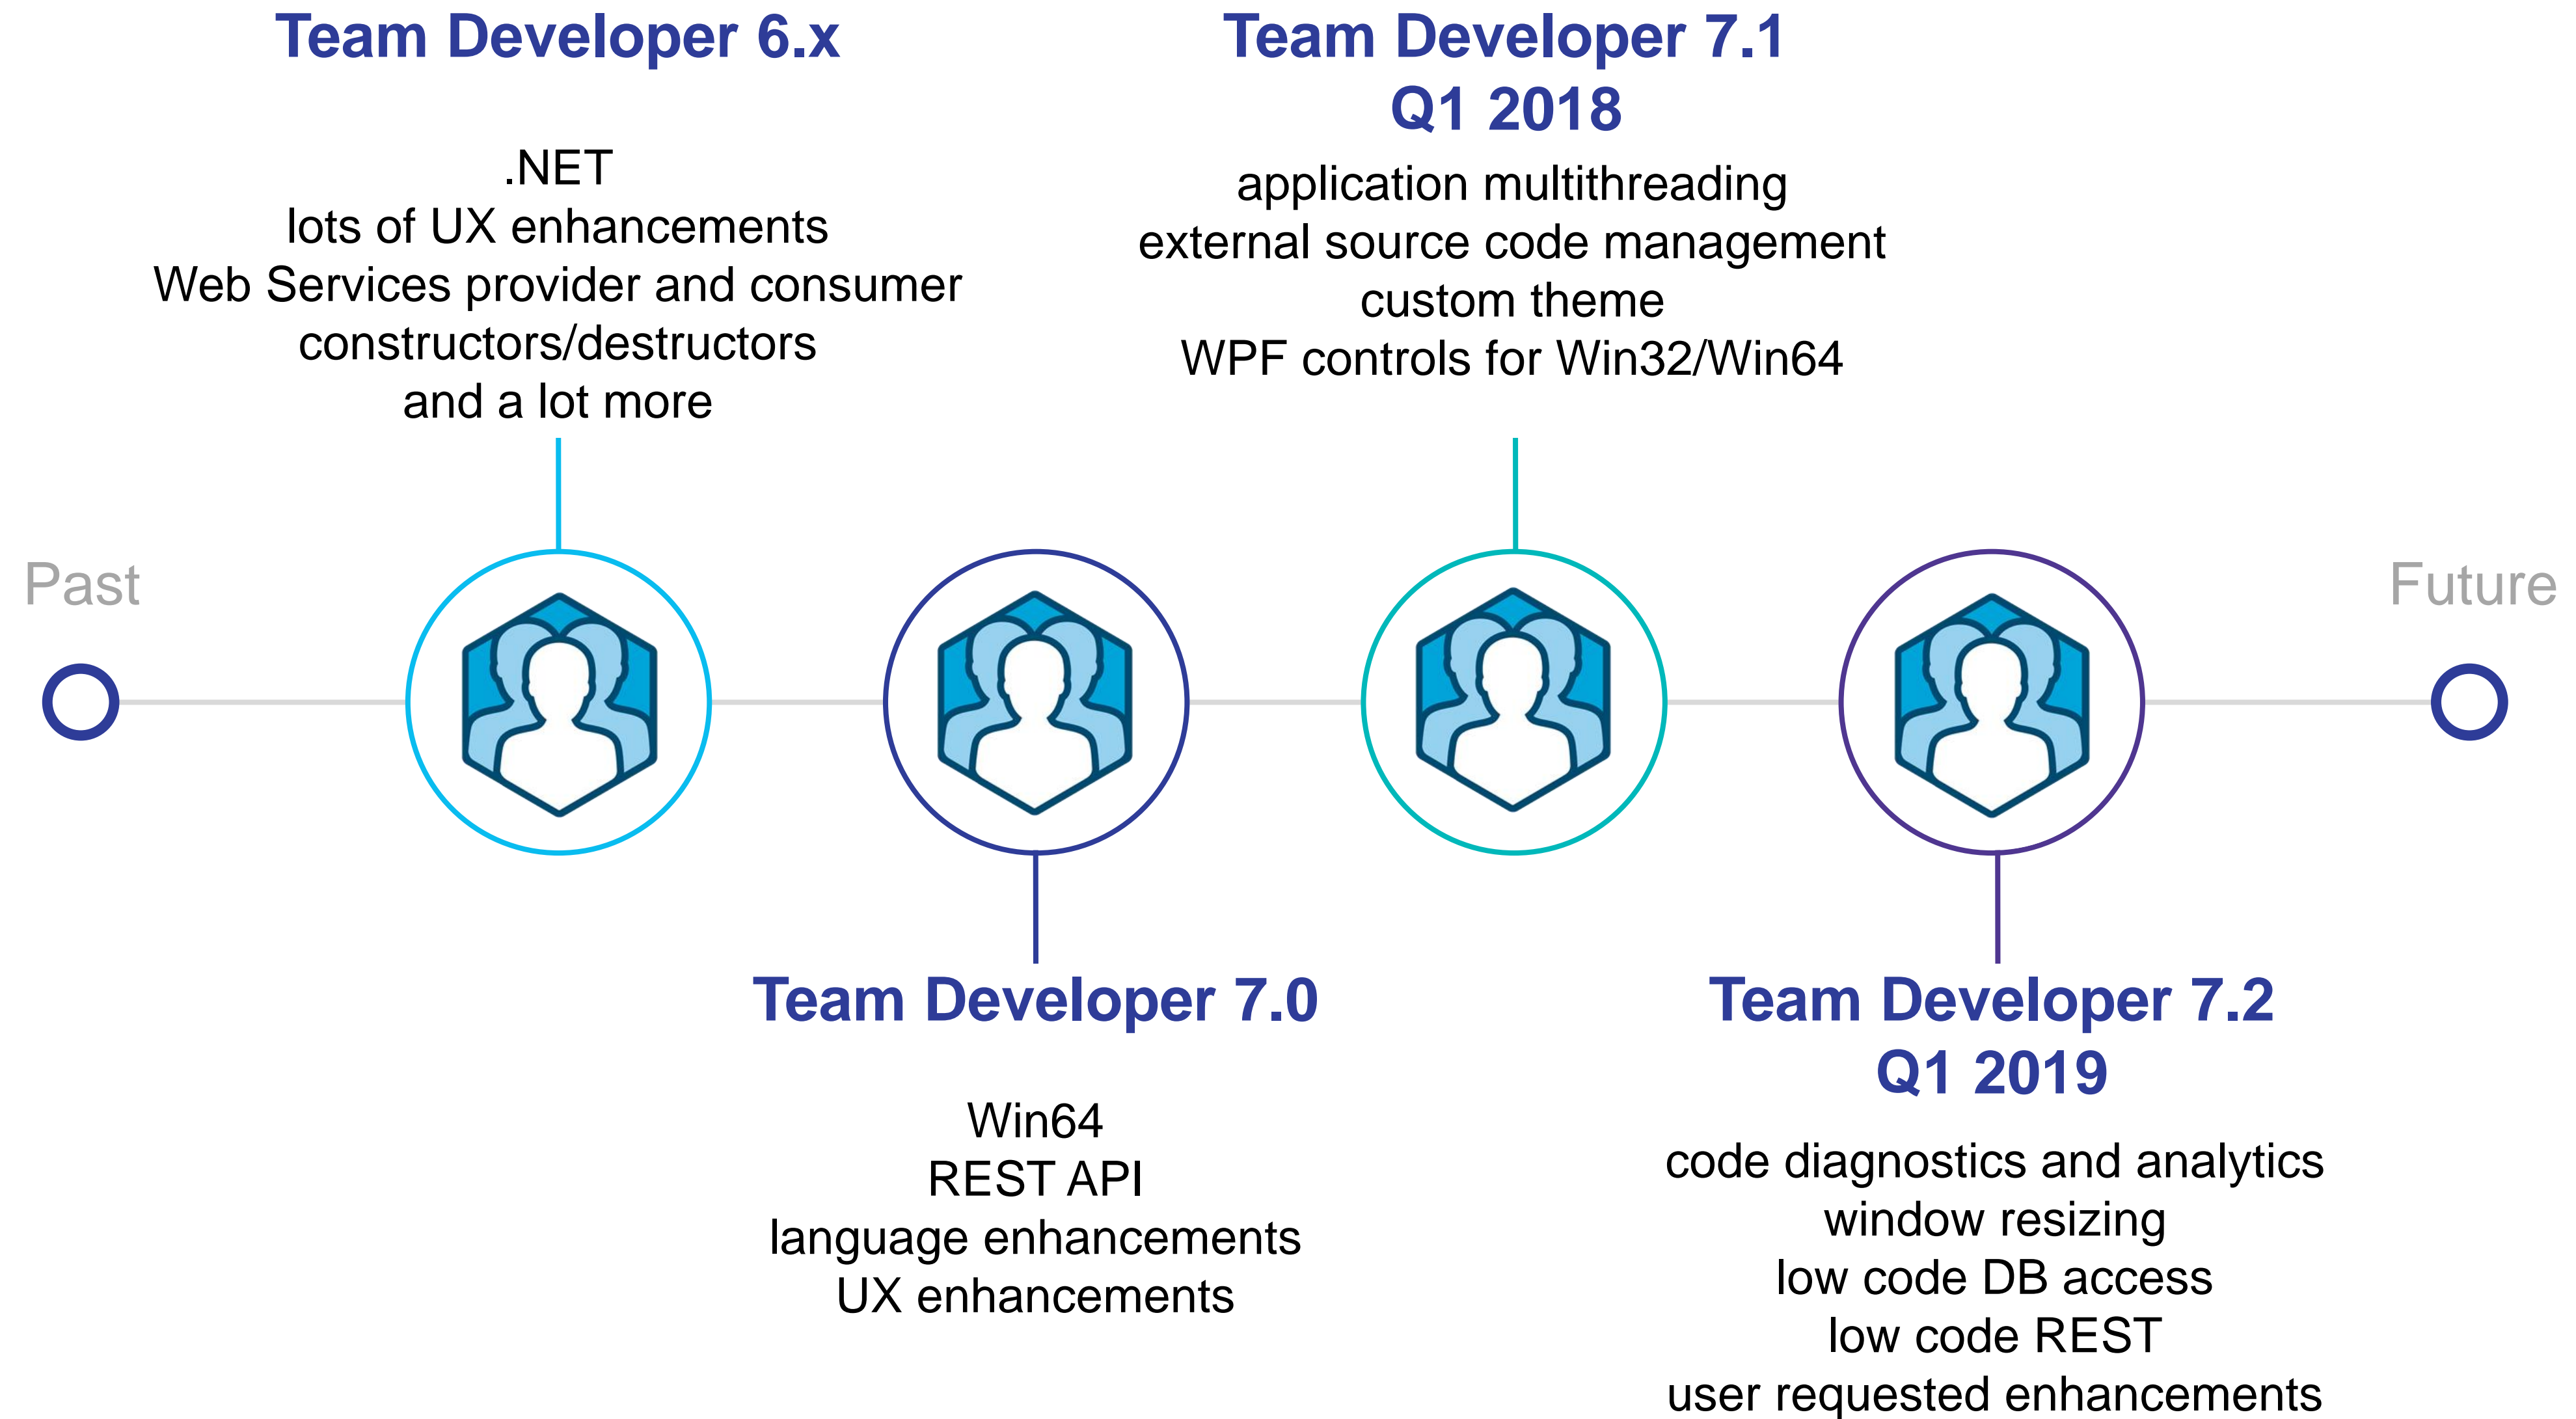 Team Developer 6.x
.NET
lots of UX enhancements
Web Services provider and consumer
constructors/destructors
and a lot more
Team Developer 7.1
Q1 2018
application multithreading
external source code management
custom theme
WPF controls for Win32/Win64
Past
Future
Team Developer 7.0
Win64
REST API
language enhancements
UX enhancements
Team Developer 7.2
Q1 2019
code diagnostics and analytics
window resizing
low code DB access
low code REST
user requested enhancements